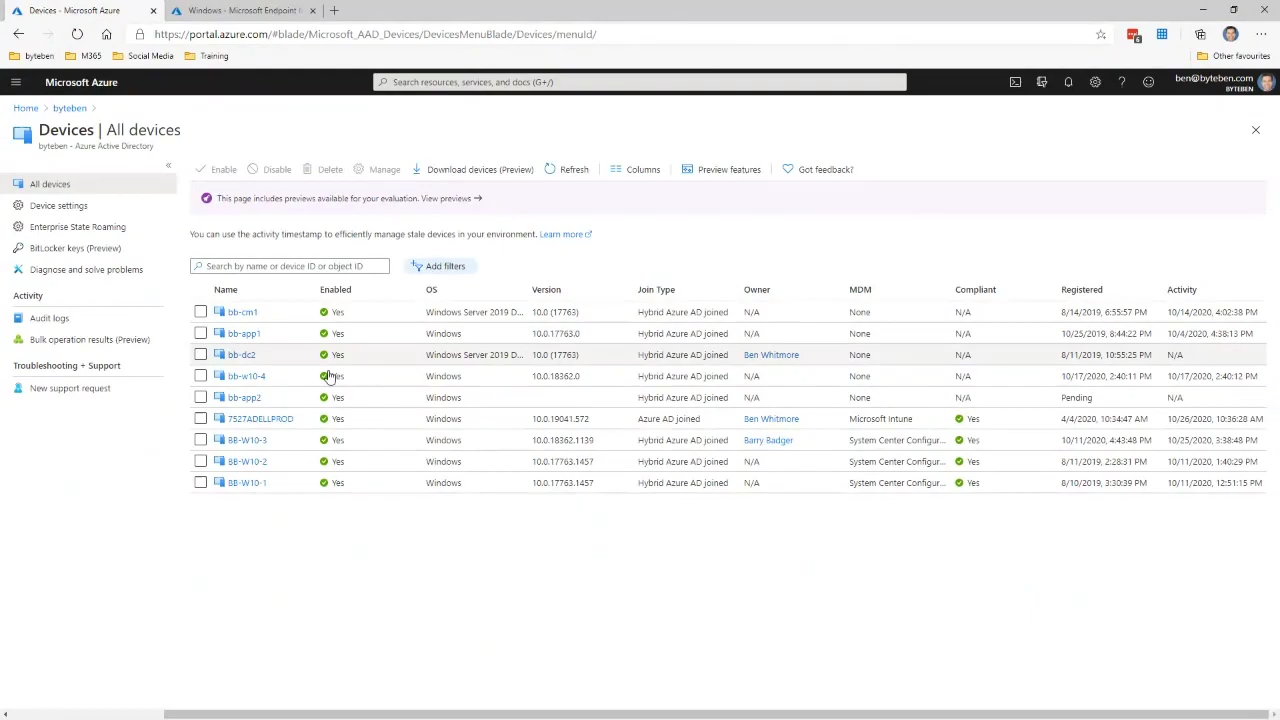 Devices - Microsoft Azure
Windows - Microsoft Endpoint
https://portal.azure.com/#blade/Microsoft_AAD_Devices/DevicesMenuBlade/Devices/menuId/
6
byteben M365 Social Media Training Other favourites
Microsoft Azure
Search resources, services, and docs (G+/)
ben@byteben.com
BYTEBEN
Home > byteben >
Devices | All devices
byteben - Azure Active Directory
All devices
Device settings
Enterprise State Roaming
BitLocker keys (Preview)
Diagnose and solve problems
Activity
Audit logs
Bulk operation results (Preview)
Troubleshooting + Support
New support request
Enable Disable Delete Manage Download devices (Preview) Refresh Columns Preview features Got feedback?
This page includes previews available for your evaluation. View previews →
You can use the activity timestamp to efficiently manage stale devices in your environment. Learn more
Search by name or device ID or object ID
Add filters
Name Enabled OS Version Join Type Owner MDM Compliant Registered Activity
bb-cm1 Yes Windows Server 2019 D... 10.0 (17763) Hybrid Azure AD joined N/A None N/A 8/14/2019, 6:55:57 PM 10/14/2020, 4:02:38 PM
bb-app1 Yes Windows 10.0.17763.0 Hybrid Azure AD joined N/A None N/A 10/25/2019, 8:44:22 PM 10/4/2020, 4:38:13 PM
bb-dc2 Yes Windows Server 2019 D... 10.0 (17763) Hybrid Azure AD joined Ben Whitmore None N/A 8/11/2019, 10:55:25 PM N/A
bb-w10-4 Yes Windows 10.0.18362.0 Hybrid Azure AD joined N/A None N/A 10/17/2020, 2:40:11 PM 10/17/2020, 2:40:12 PM
bb-app2 Yes Windows Hybrid Azure AD joined N/A None N/A Pending N/A
7527ADELLPROD Yes Windows 10.0.19041.572 Azure AD joined Ben Whitmore Microsoft Intune Yes 4/4/2020, 10:34:47 AM 10/26/2020, 10:36:28 AM
BB-W10-3 Yes Windows 10.0.18362.1139 Hybrid Azure AD joined Barry Badger System Center Configur... Yes 10/11/2020, 4:43:48 PM 10/25/2020, 3:38:48 PM
BB-W10-2 Yes Windows 10.0.17763.1457 Hybrid Azure AD joined N/A System Center Configur... Yes 8/11/2019, 2:28:31 PM 10/11/2020, 1:40:29 PM
BB-W10-1 Yes Windows 10.0.17763.1457 Hybrid Azure AD joined N/A System Center Configur... Yes 8/10/2019, 3:30:39 PM 10/11/2020, 12:51:15 PM